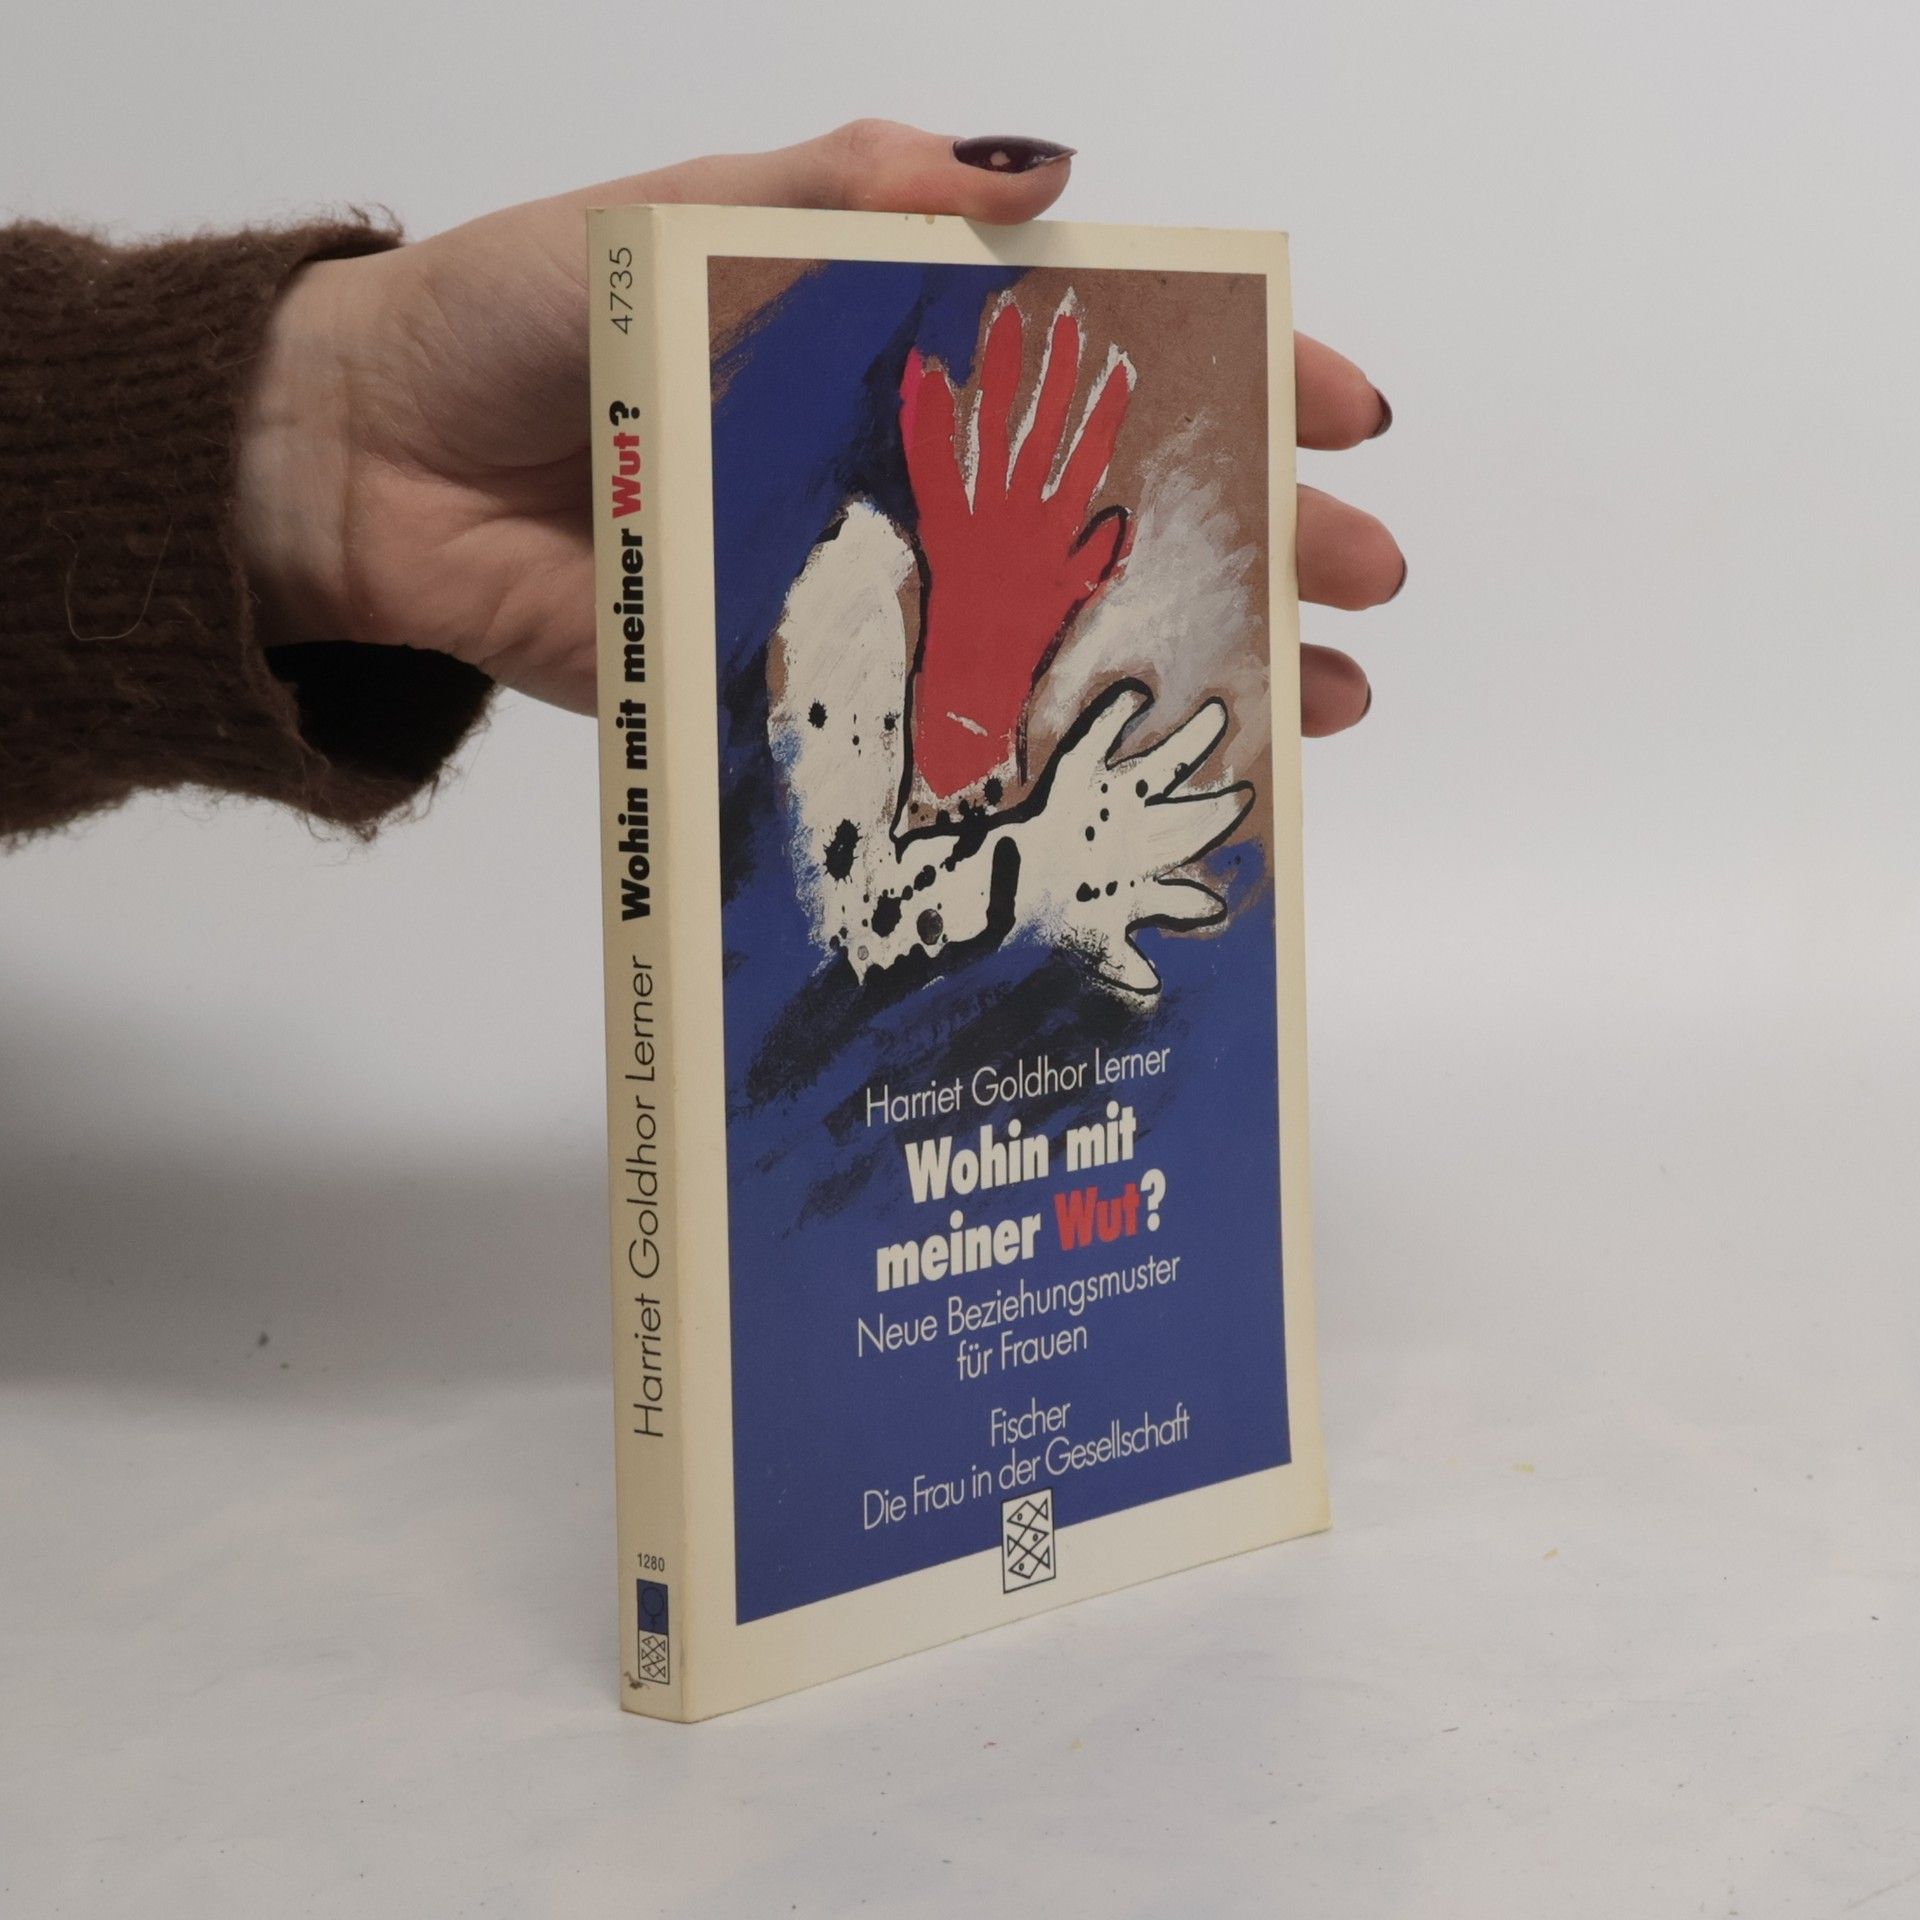 4735
Harriet Goldhor Lerner Wohin mit meiner Wut?
1280
Harriet Goldhor Lerner
Wohin mit
meiner Wut?
Neue Beziehungsmuster
für Frauen
Fischer
Die Frau in der Gesellschaft